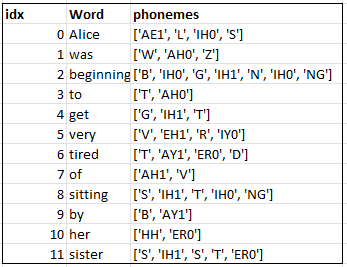 idx Word phonemes
0 Alice ['AE1', 'L', 'IH0', 'S']
1 was ['W', 'AH0', 'Z']
2 beginning ['B', 'IH0', 'G', 'IH1', 'N', 'IH0', 'NG']
3 to ['T', 'AH0']
4 get ['G', 'IH1', 'T']
5 very ['V', 'EH1', 'R', 'IY0']
6 tired ['T', 'AY1', 'ER0', 'D']
7 of ['AH1', 'V']
8 sitting ['S', 'IH1', 'T', 'IH0', 'NG']
9 by ['B', 'AY1']
10 her ['HH', 'ER0']
11 sister ['S', 'IH1', 'S', 'T', 'ER0']